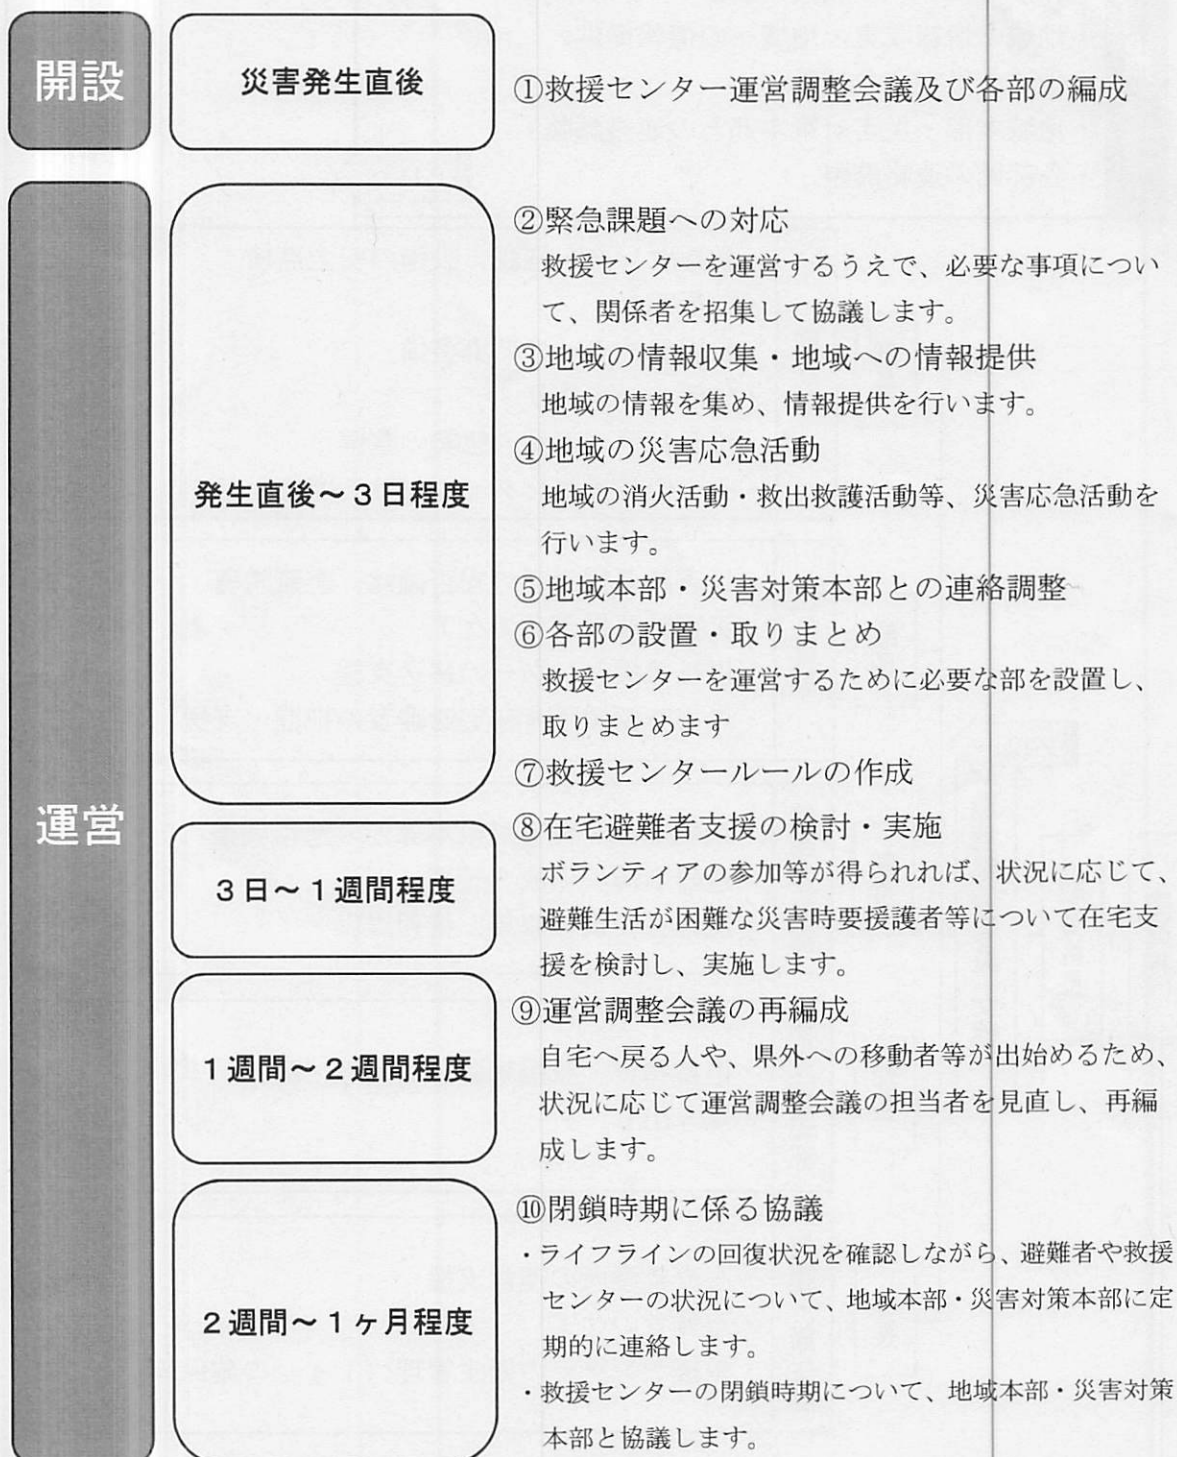 開設
災害発生直後
①救援センター運営調整会議及び各部の編成
運営
発生直後～3日程度
②緊急課題への対応
救援センターを運営するうえで、必要な事項につい
て、関係者を招集して協議します。
③地域の情報収集・地域への情報提供
地域の情報を集め、情報提供を行います。
④地域の災害応急活動
地域の消火活動・救出救護活動等、災害応急活動を
行います。
⑤地域本部・災害対策本部との連絡調整
⑥各部の設置・取りまとめ
救援センターを運営するために必要な部を設置し、
取りまとめます
⑦救援センタールールの作成
3日～1週間程度
⑧在宅避難者支援の検討・実施
ボランティアの参加等が得られれば、状況に応じて、
避難生活が困難な災害時要援護者等について在宅支
援を検討し、実施します。
1週間～2週間程度
⑨運営調整会議の再編成
自宅へ戻る人や、県外への移動者等が出始めるため、
状況に応じて運営調整会議の担当者を見直し、再編
成します。
2週間～1ヶ月程度
⑩閉鎖時期に係る協議
・ライフラインの回復状況を確認しながら、避難者や救援
センターの状況について、地域本部・災害対策本部に定
期的に連絡します。
・救援センターの閉鎖時期について、地域本部・災害対策
本部と協議します。